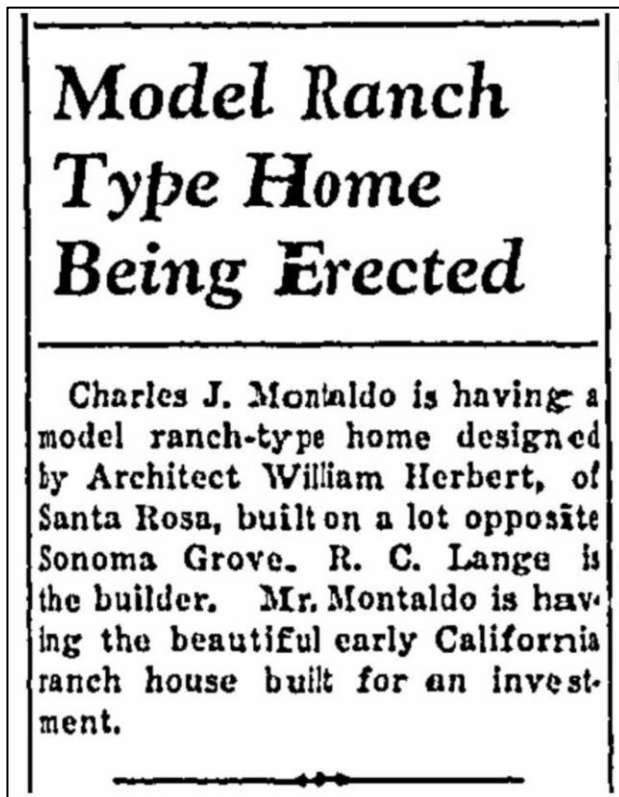 Model Ranch
Type Home
Being Erected
Charles J. Montaldo is having a
model ranch-type home designed
by Architect William Herbert, of
Santa Rosa, built on a lot opposite
Sonoma Grove. R. C. Lange is
the builder. Mr. Montaldo is hav-
ing the beautiful early California
ranch house built for an invest-
ment.